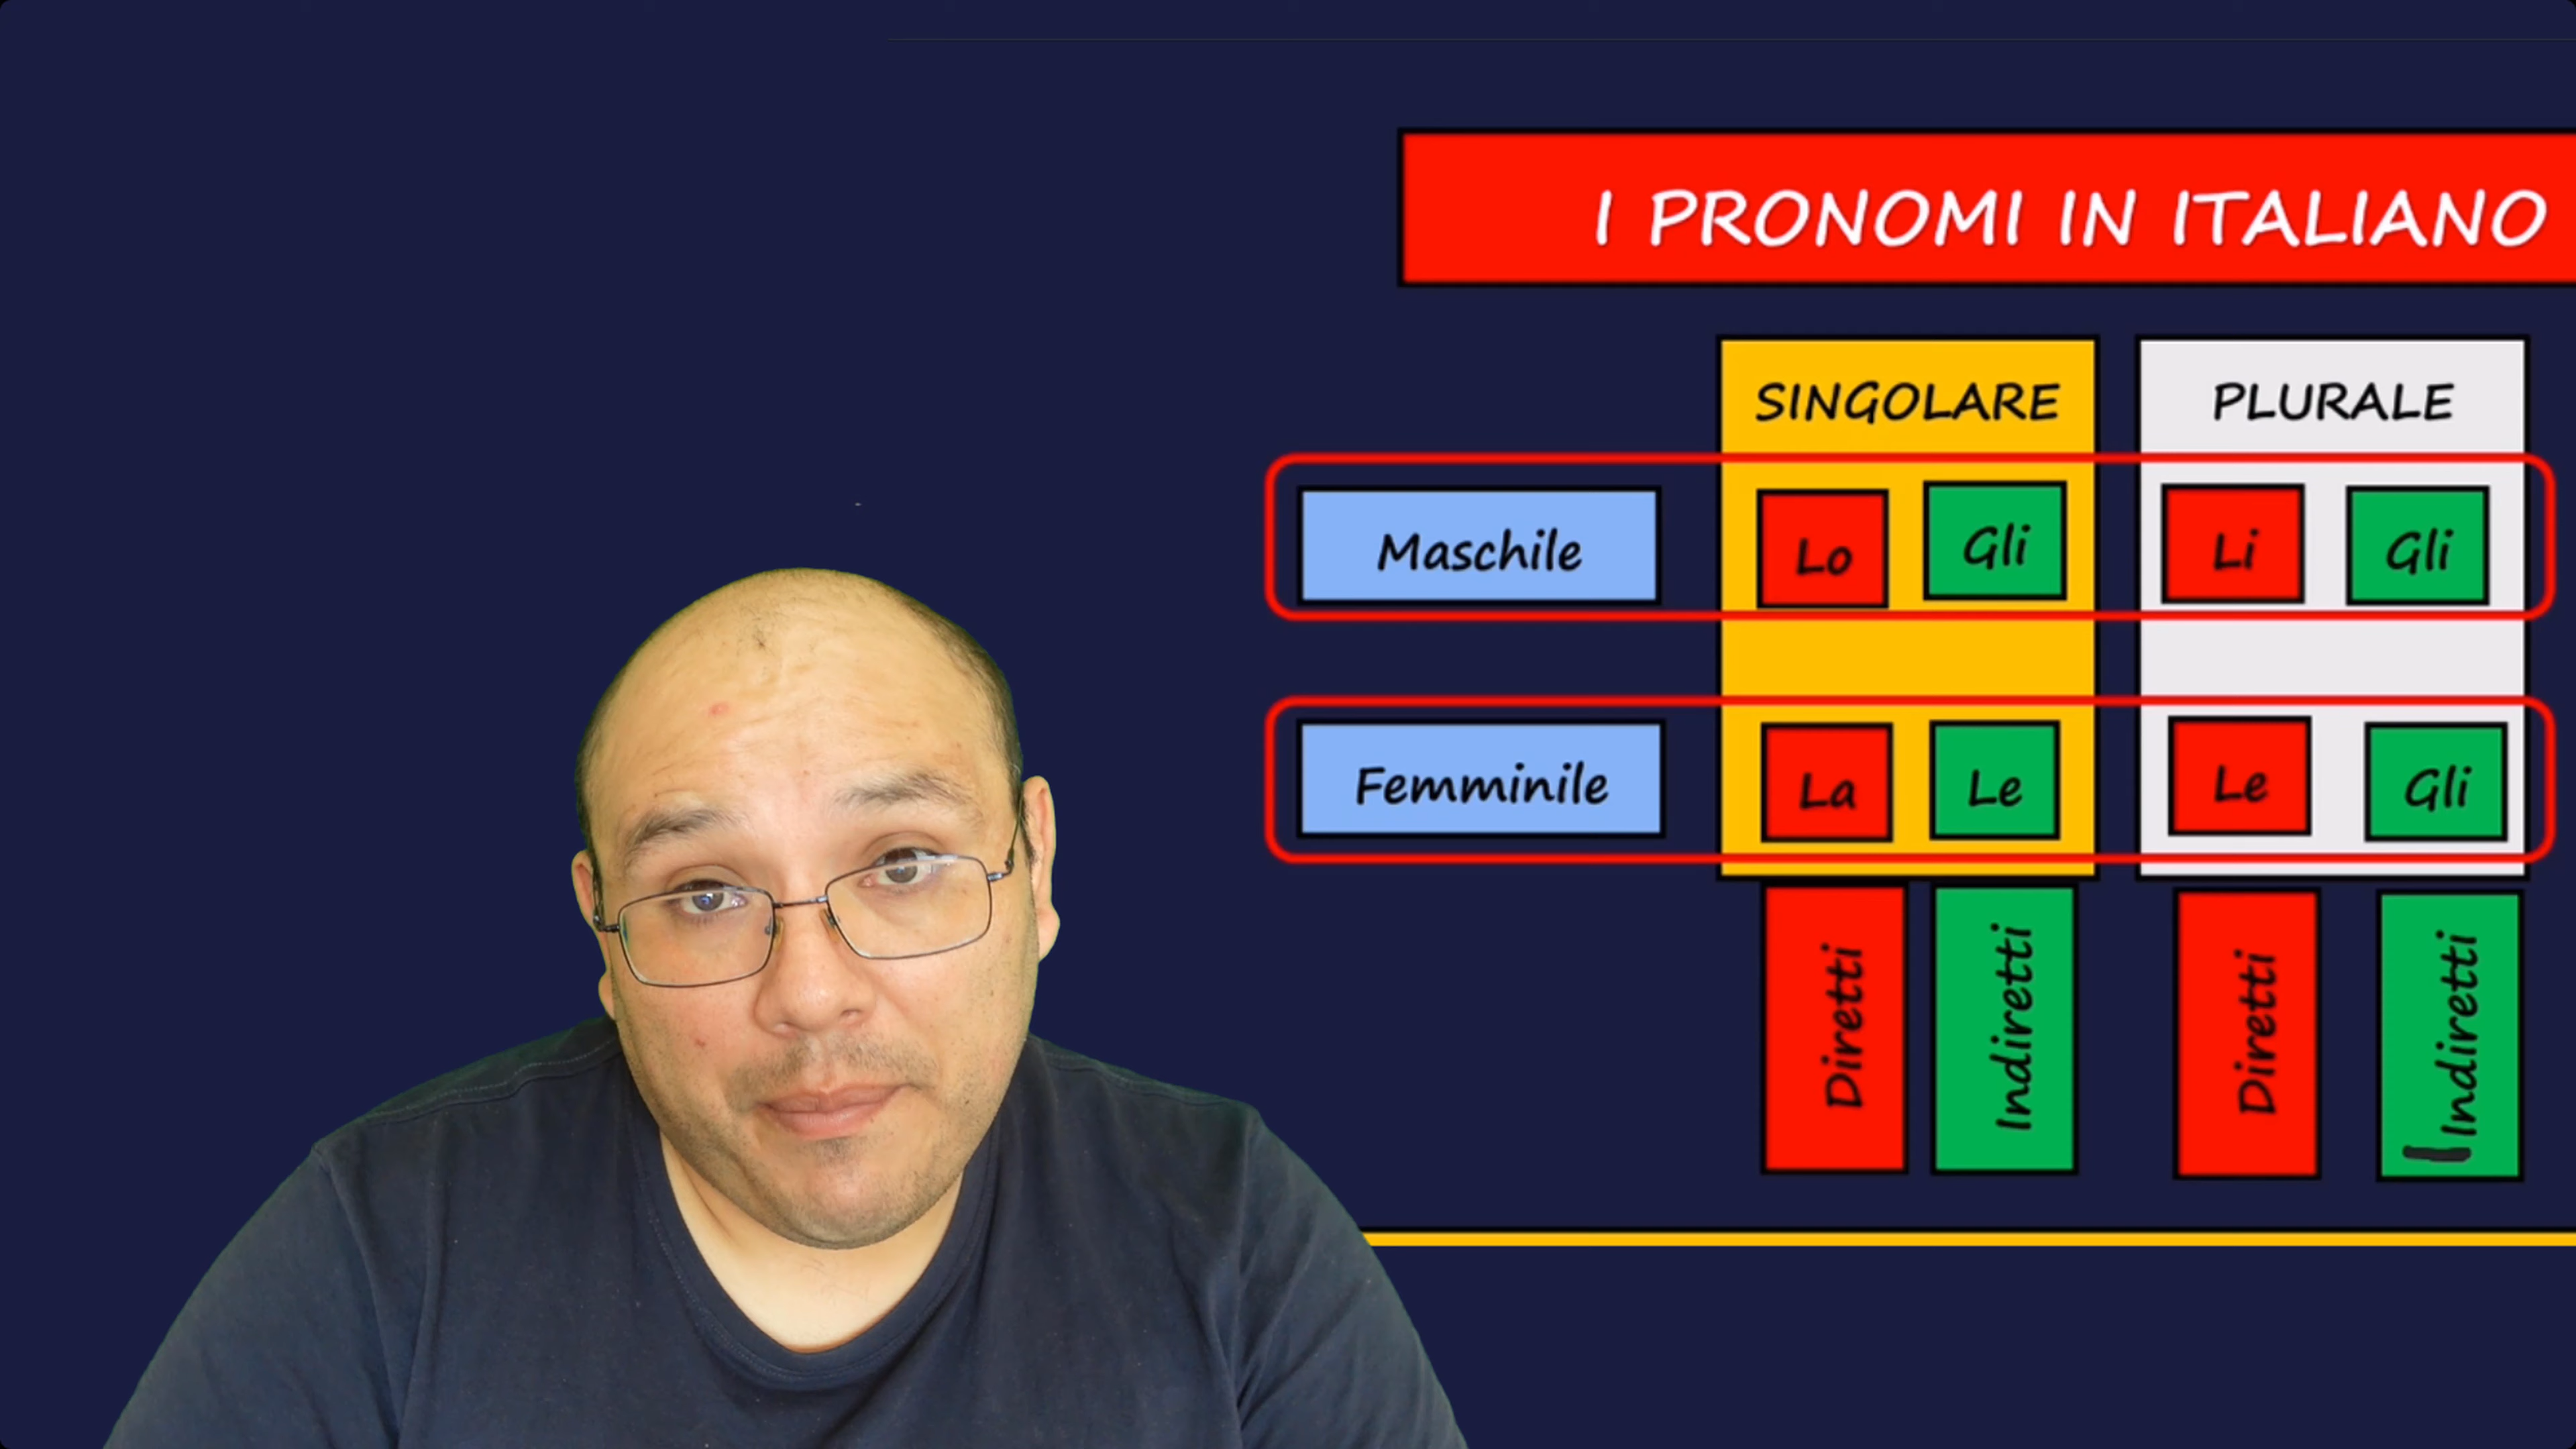 I PRONOMI IN ITALIANO
SINGOLARE PLURALE
Maschile Lo Gli Li Gli
Femminile La Le Le Gli
Diretti Indiretti Diretti Indiretti